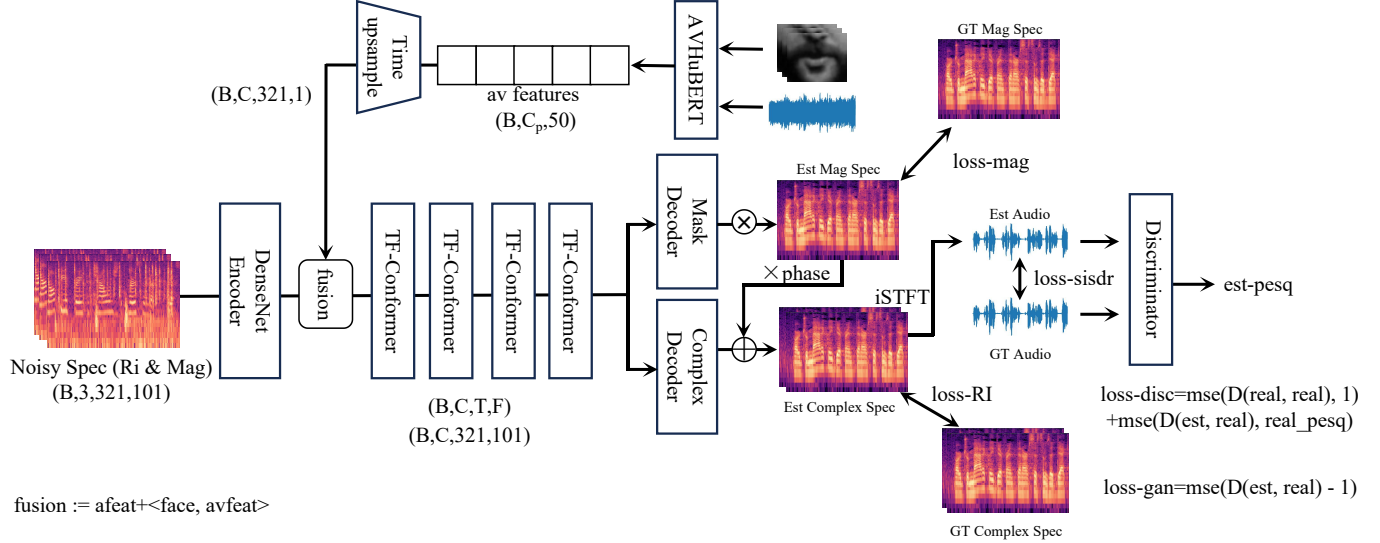 Time
upsample
(B,C,321,1)
av features
(B,Cₚ,50)
AVHuBERT
GT Mag Spec
loss-mag
Est Mag Spec
Noisy Spec (Ri & Mag)
(B,3,321,101)
DenseNet
Encoder
fusion
TF-Conformer
TF-Conformer
TF-Conformer
TF-Conformer
(B,C,T,F)
(B,C,321,101)
Mask
Decoder
Complex
Decoder
×phase
iSTFT
Est Complex Spec
loss-RI
GT Complex Spec
Est Audio
loss-sisdr
GT Audio
Discriminator
est-pesq
loss-disc=mse(D(real, real), 1)
+mse(D(est, real), real_pesq)
loss-gan=mse(D(est, real) - 1)
fusion := afeat+<face, avfeat>